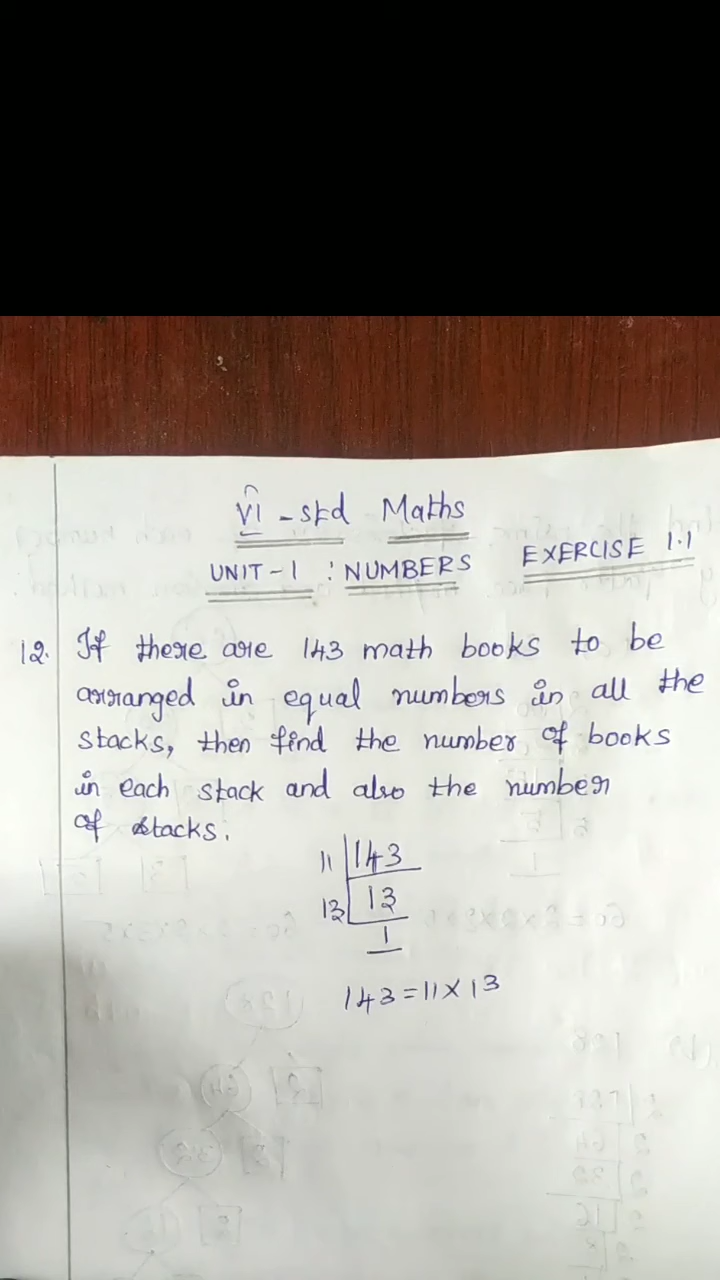 VI - std Maths
UNIT - 1 : NUMBERS EXERCISE 1.1
12. If there are 143 math books to be
arranged in equal numbers in all the
stacks, then find the number of books
in each stack and also the number
of stacks.
11 143
13 13
1
143 = 11 × 13